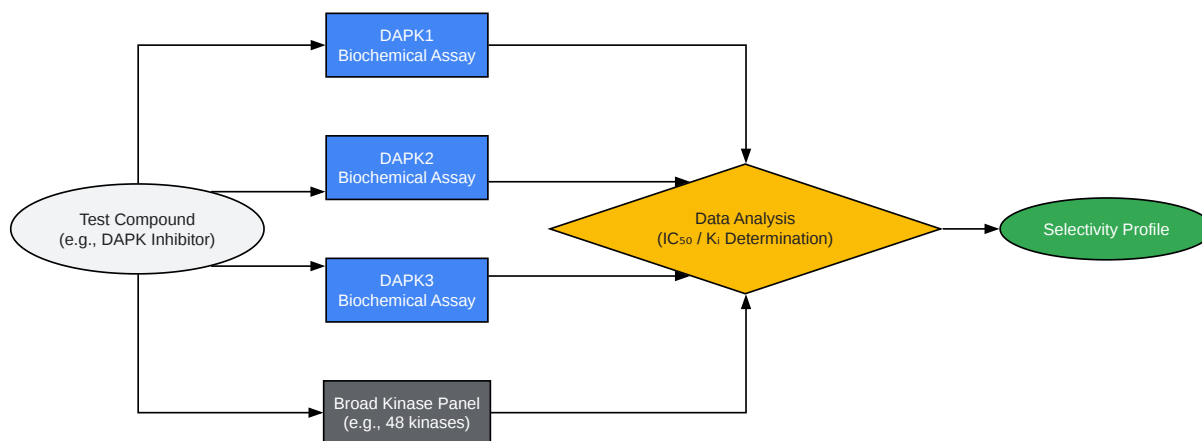 DAPK1
Biochemical Assay
DAPK2
Biochemical Assay
Test Compound
(e.g., DAPK Inhibitor)
Data Analysis
(IC₅₀ / Kᵢ Determination)
Selectivity Profile
DAPK3
Biochemical Assay
Broad Kinase Panel
(e.g., 48 kinases)